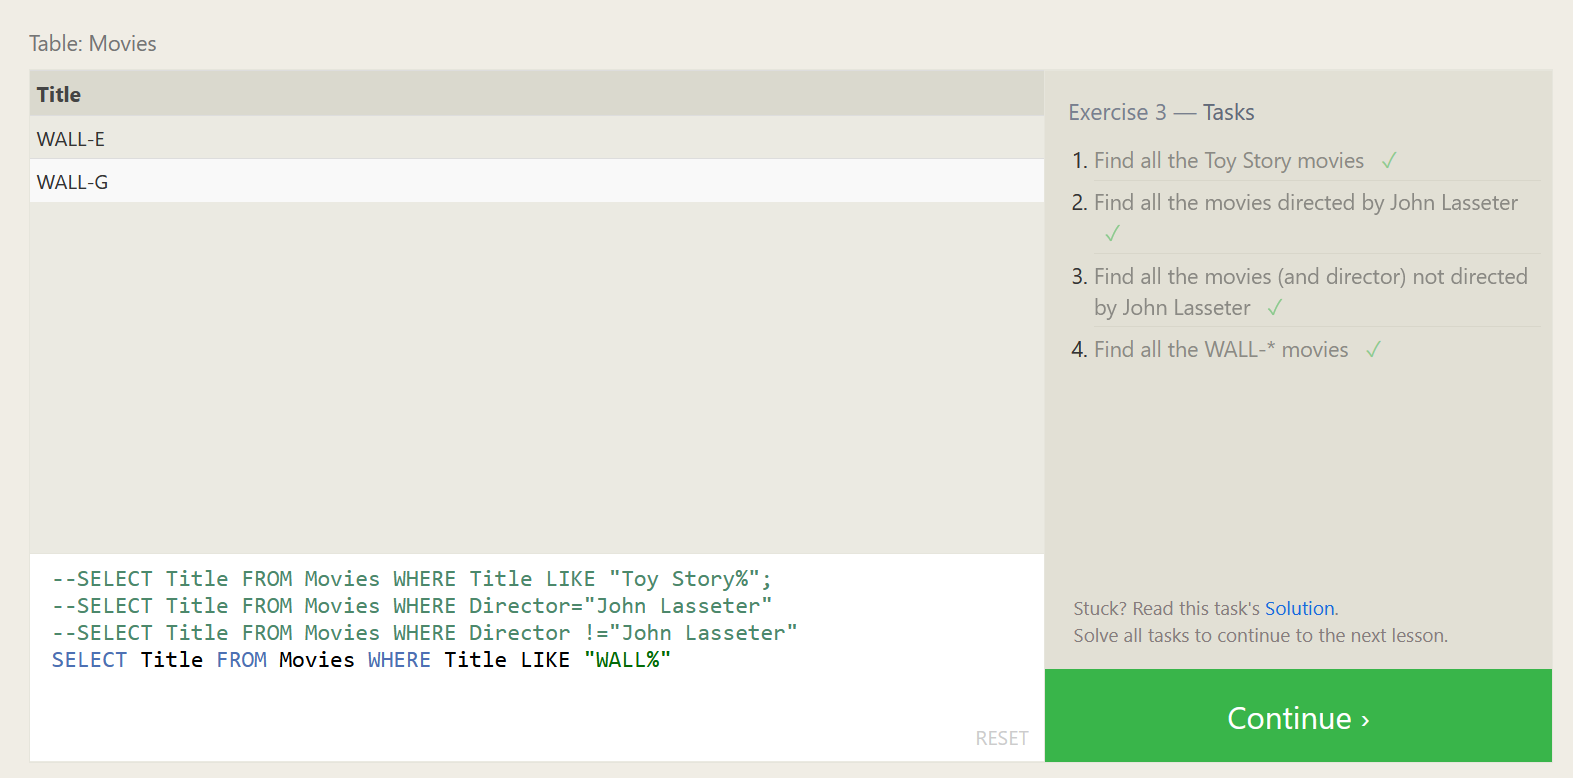 Table: Movies
Title
WALL-E
WALL-G
--SELECT Title FROM Movies WHERE Title LIKE "Toy Story%";
--SELECT Title FROM Movies WHERE Director="John Lasseter"
--SELECT Title FROM Movies WHERE Director !="John Lasseter"
SELECT Title FROM Movies WHERE Title LIKE "WALL%"
RESET
Exercise 3 — Tasks
1. Find all the Toy Story movies ✓
2. Find all the movies directed by John Lasseter
✓
3. Find all the movies (and director) not directed
by John Lasseter ✓
4. Find all the WALL-* movies ✓
Stuck? Read this task's Solution.
Solve all tasks to continue to the next lesson.
Continue ›